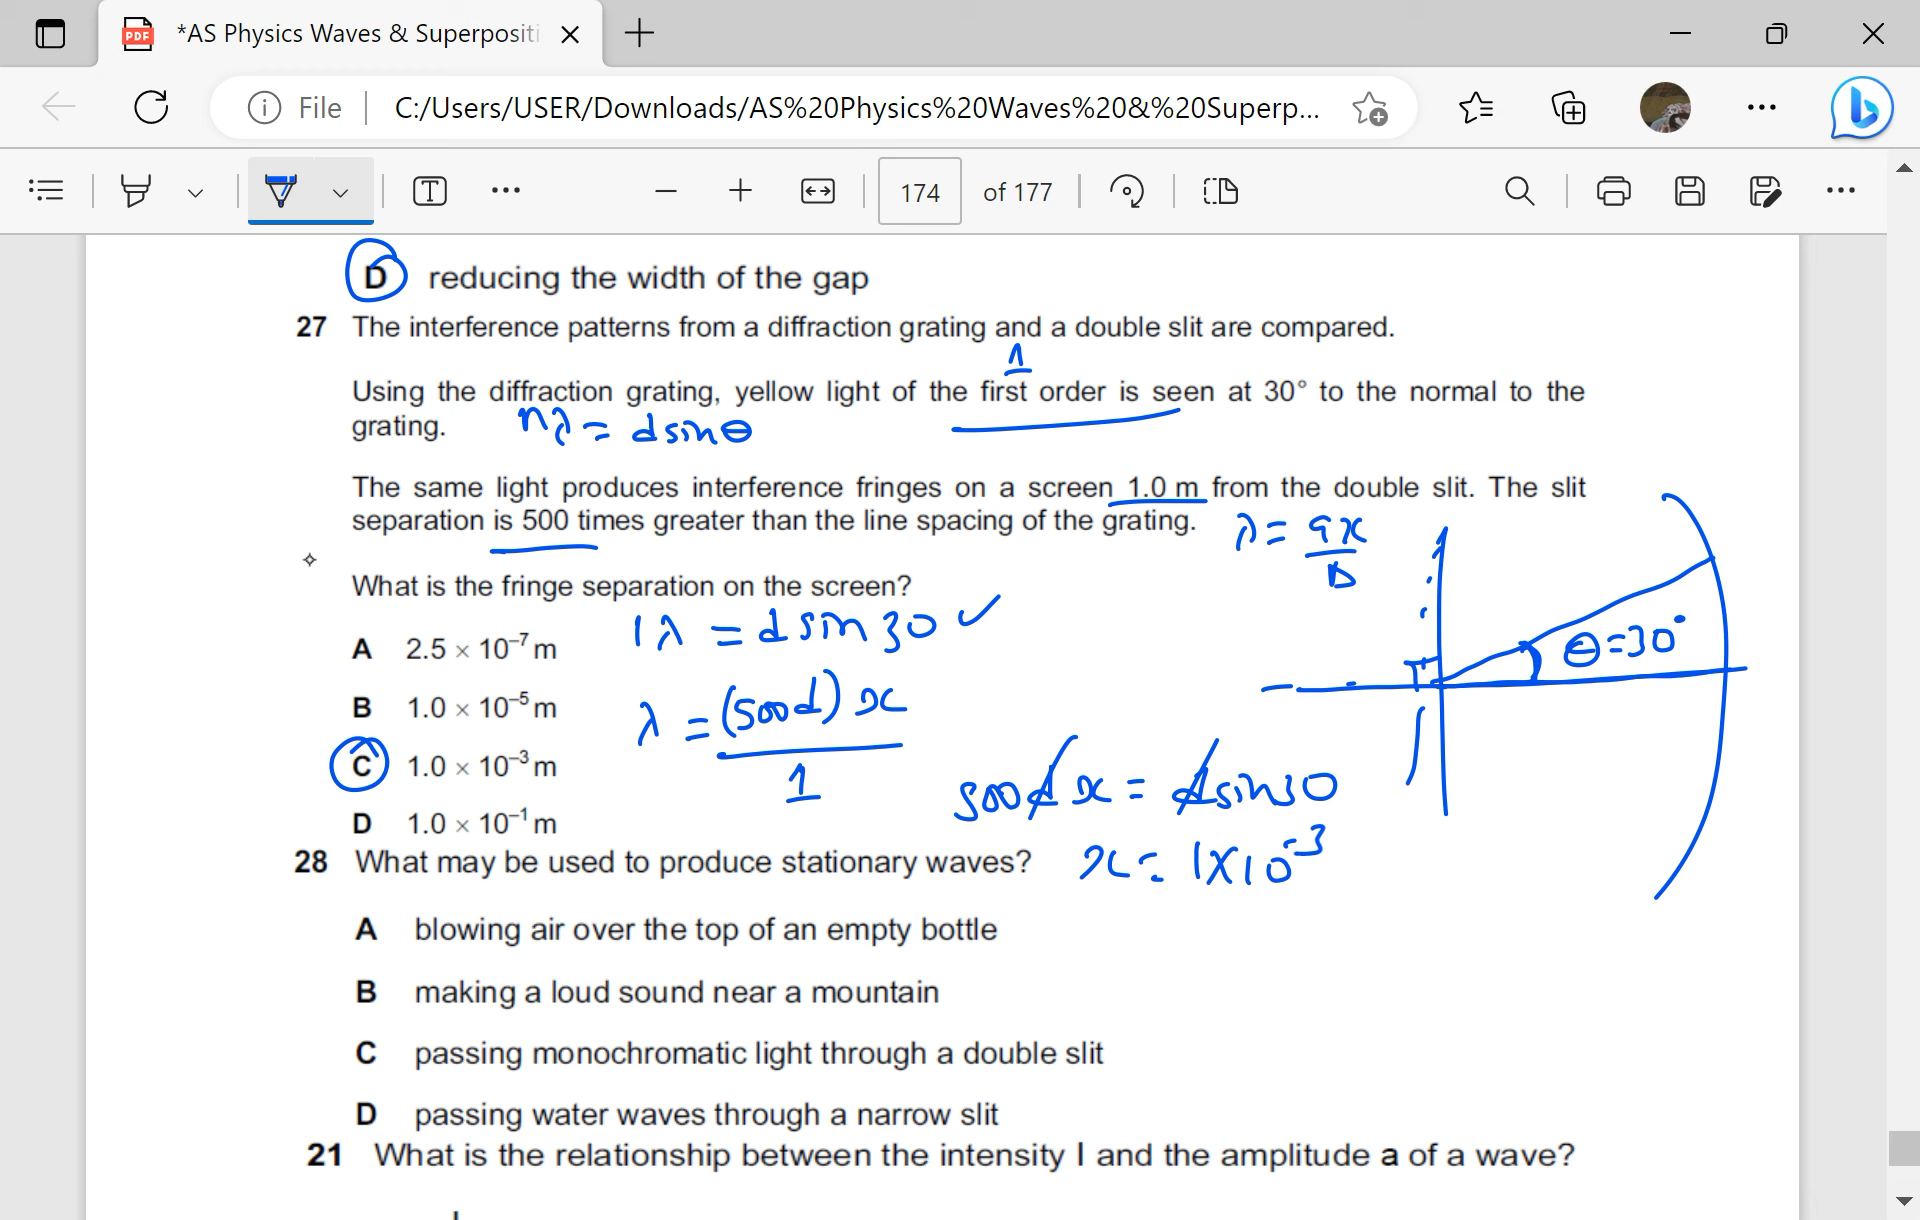 *AS Physics Waves & Superpositi
File
C:/Users/USER/Downloads/AS%20Physics%20Waves%20&%20Superp...
174 of 177
D reducing the width of the gap
27 The interference patterns from a diffraction grating and a double slit are compared.
1
Using the diffraction grating, yellow light of the first order is seen at 30° to the normal to the
grating.
nλ = dsinθ
The same light produces interference fringes on a screen 1.0 m from the double slit. The slit
separation is 500 times greater than the line spacing of the grating.
λ = ax/D
What is the fringe separation on the screen?
1λ = dsin30 ✓
θ=30°
A 2.5 × 10⁻⁷ m
B 1.0 × 10⁻⁵ m
λ = (500d)x/1
C 1.0 × 10⁻³ m
500dx = dsin30
D 1.0 × 10⁻¹ m
x = 1X10⁻³
28 What may be used to produce stationary waves?
A blowing air over the top of an empty bottle
B making a loud sound near a mountain
C passing monochromatic light through a double slit
D passing water waves through a narrow slit
21 What is the relationship between the intensity I and the amplitude a of a wave?